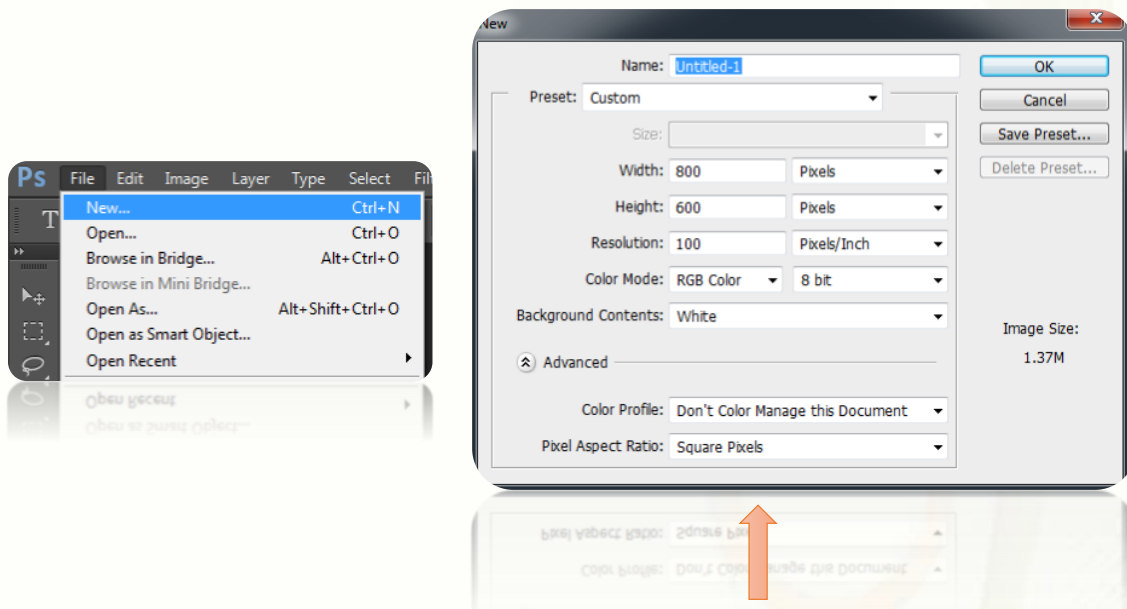 Ps File Edit Image Layer Type Select Fil
T
New... Ctrl+N
Open... Ctrl+O
Browse in Bridge... Alt+Ctrl+O
Browse in Mini Bridge...
Open As... Alt+Shift+Ctrl+O
Open as Smart Object...
Open Recent
New
Name: Untitled-1
OK
Preset: Custom
Cancel
Size:
Save Preset...
Width: 800 Pixels
Delete Preset...
Height: 600 Pixels
Resolution: 100 Pixels/Inch
Color Mode: RGB Color 8 bit
Background Contents: White
Image Size:
1.37M
Advanced
Color Profile: Don't Color Manage this Document
Pixel Aspect Ratio: Square Pixels